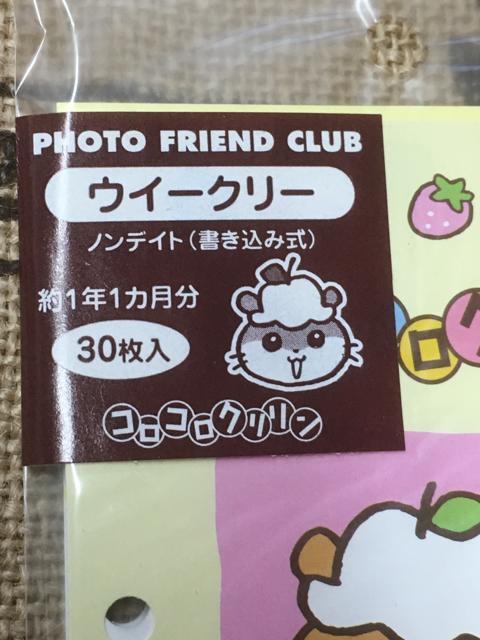 PHOTO FRIEND CLUB
ウイークリー
ノンデイト(書き込み式)
約1年1カ月分
30枚入
コロコロクリリン
ロク